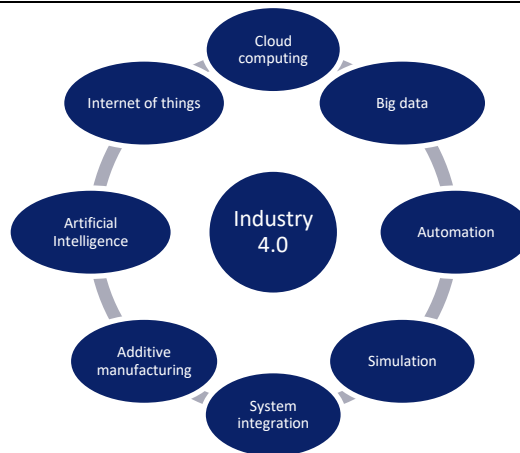 Cloud
computing
Internet of things
Big data
Artificial
Intelligence
Industry
4.0
Automation
Additive
manufacturing
Simulation
System
integration